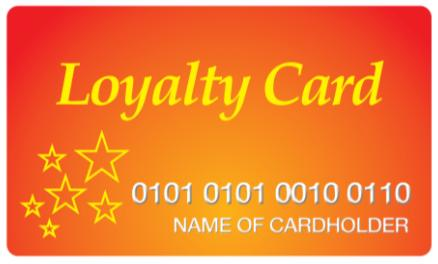 Loyalty Card
0101 0101 0010 0110
NAME OF CARDHOLDER